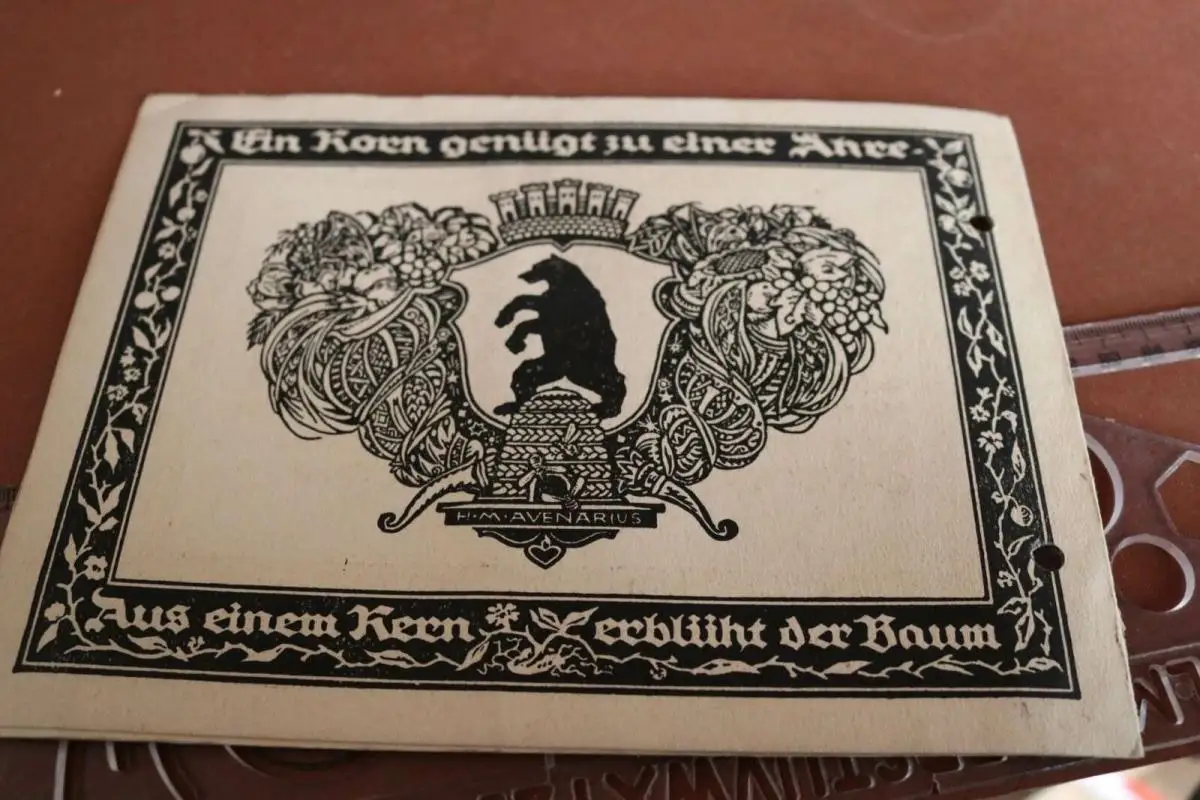 Ein Korn genügt zu einer Ähre·
H·M·AVENARIUS
Aus einem Kern erblüht der Baum